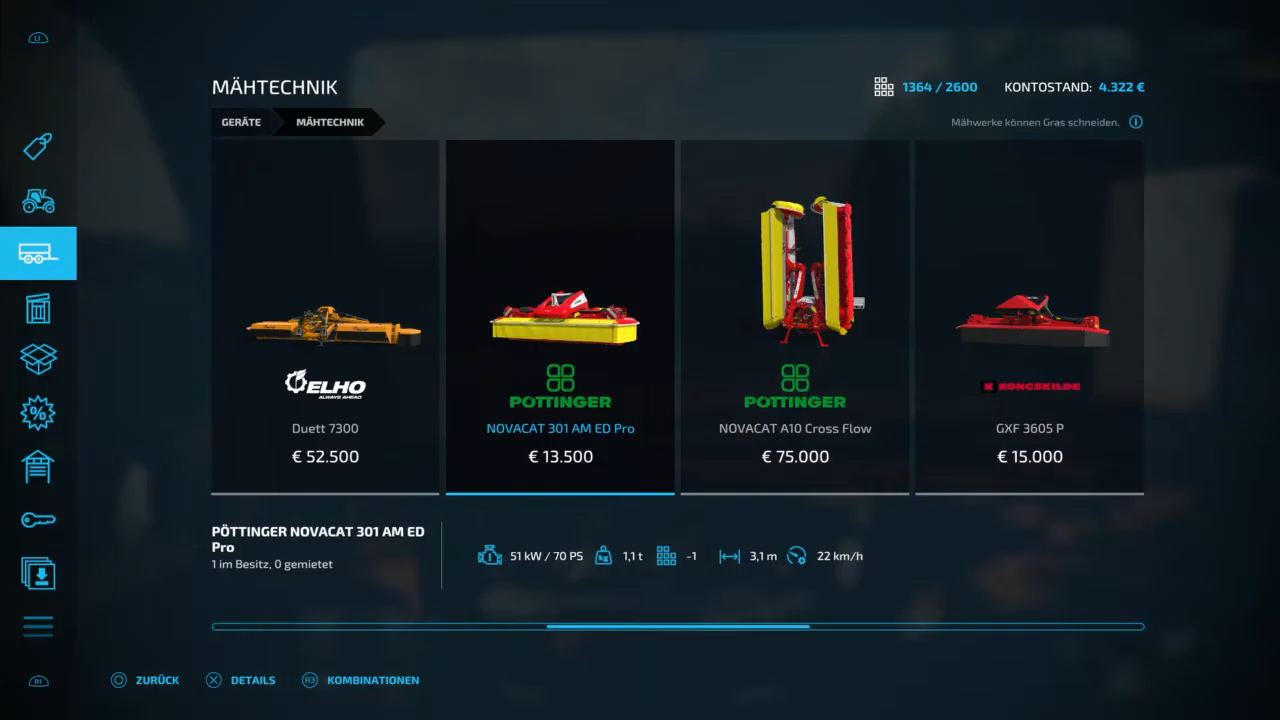 L1
MÄHTECHNIK
1364 / 2600
KONTOSTAND: 4.322 €
GERÄTE
MÄHTECHNIK
Mähwerke können Gras schneiden.
ELHO
ALWAYS AHEAD
Duett 7300
€ 52.500
PÖTTINGER
NOVACAT 301 AM ED Pro
€ 13.500
PÖTTINGER
NOVACAT A10 Cross Flow
€ 75.000
KONGSKILDE
GXF 3605 P
€ 15.000
PÖTTINGER NOVACAT 301 AM ED
Pro
1 im Besitz, 0 gemietet
51 kW / 70 PS
kg
1,1 t
-1
3,1 m
22 km/h
R1
ZURÜCK
DETAILS
R3
KOMBINATIONEN